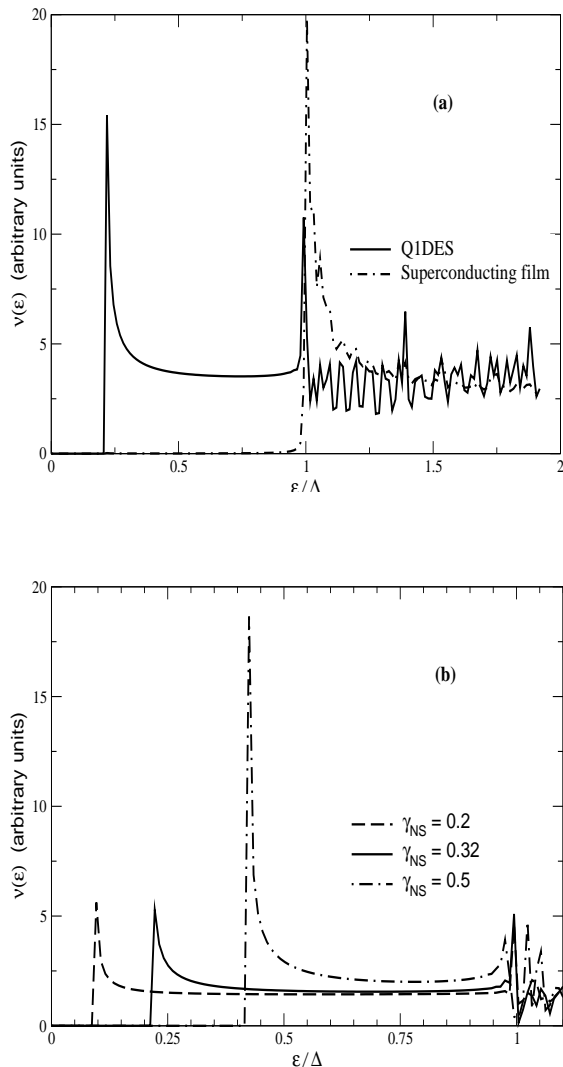 20
(a)
15
ν(ε) (arbitrary units)
10
Q1DES
Superconducting film
5
0
0 0.5 1 1.5 2
ε/Δ
20
(b)
15
ν(ε) (arbitrary units)
10
γNS = 0.2
γNS = 0.32
γNS = 0.5
5
0
0 0.25 0.5 0.75 1
ε/Δ